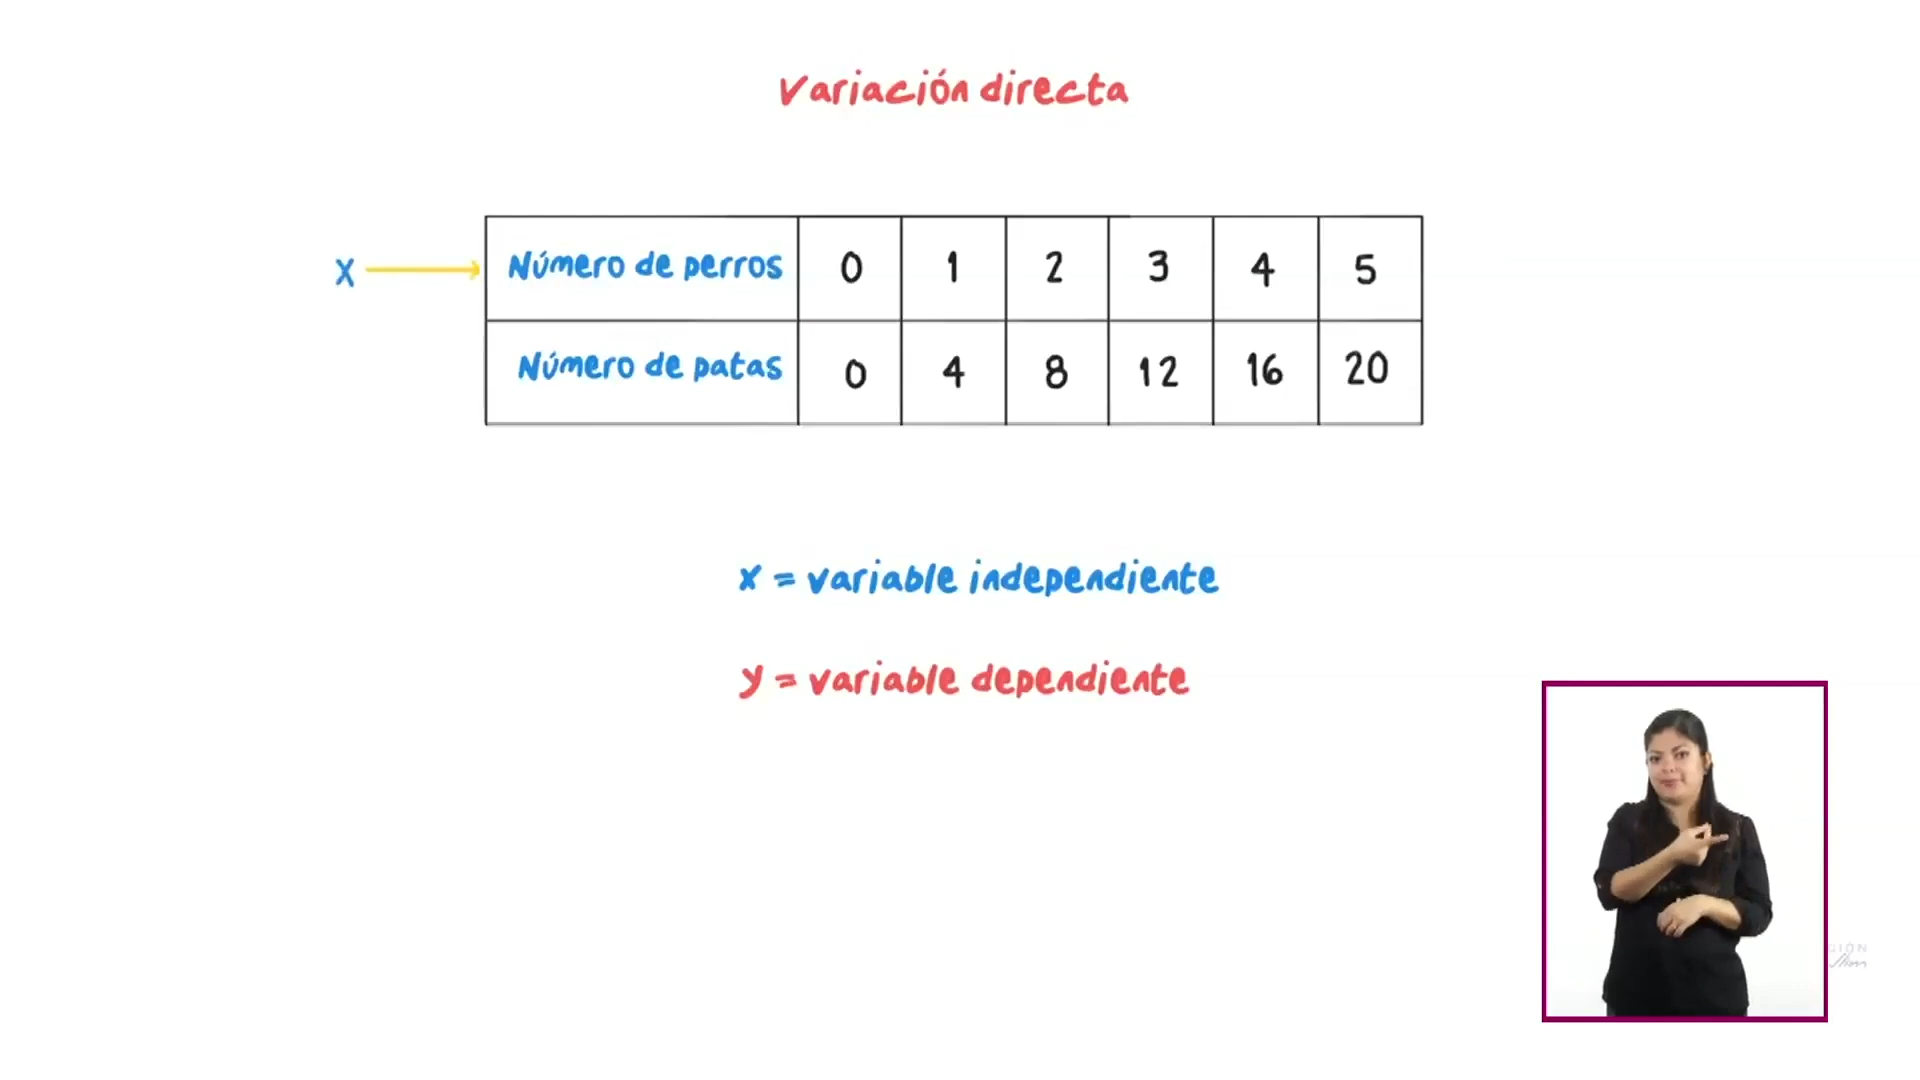 Variación directa
x
Número de perros 0 1 2 3 4 5
Número de patas 0 4 8 12 16 20
x = variable independiente
y = variable dependiente